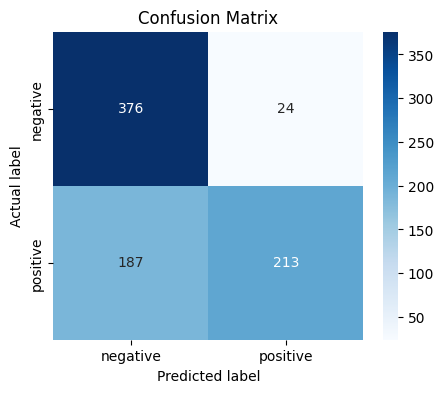 Confusion Matrix
Actual label
negative
positive
376
24
187
213
negative
positive
Predicted label
350
300
250
200
150
100
50